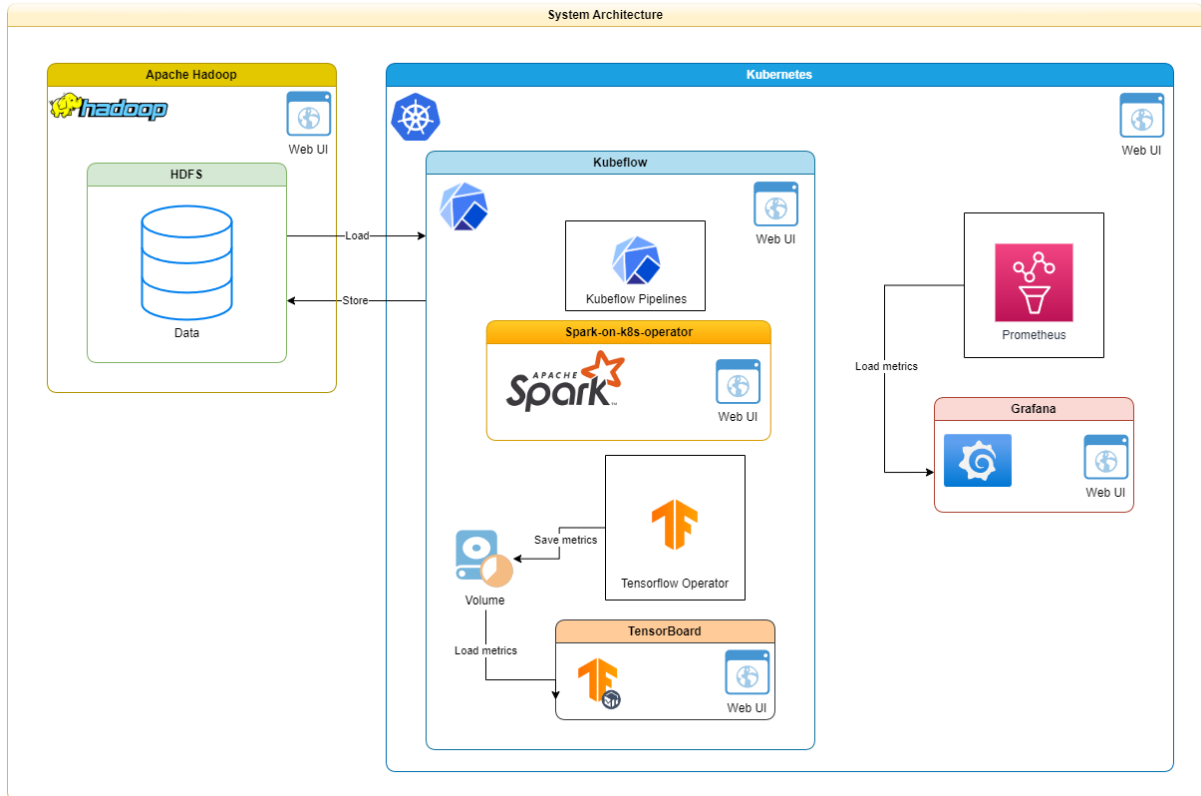 System Architecture
Apache Hadoop
hadoop
Web UI
HDFS
Data
Load
Store
Kubernetes
Web UI
Kubeflow
Web UI
Kubeflow Pipelines
Spark-on-k8s-operator
APACHE
Spark™
Web UI
Save metrics
Tensorflow Operator
Volume
Load metrics
TensorBoard
Web UI
Prometheus
Load metrics
Grafana
Web UI